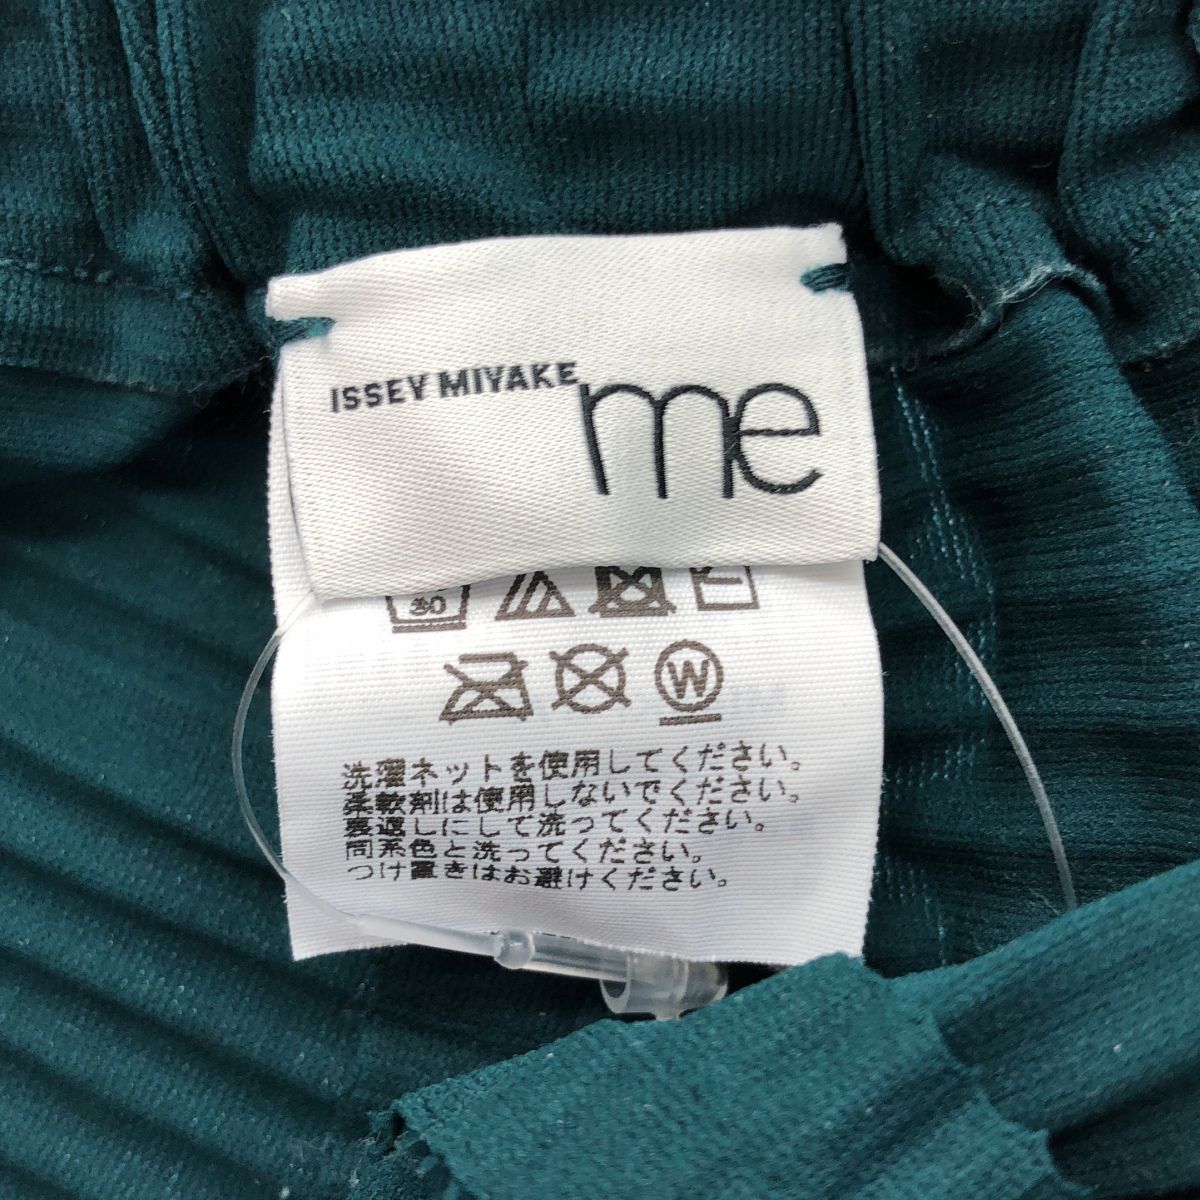 ISSEY MIYAKE me
30
W
洗濯ネットを使用してください。
柔軟剤は使用しないでください。
裏返しにして洗ってください。
同系色と洗ってください。
つけ置きはお避けください。